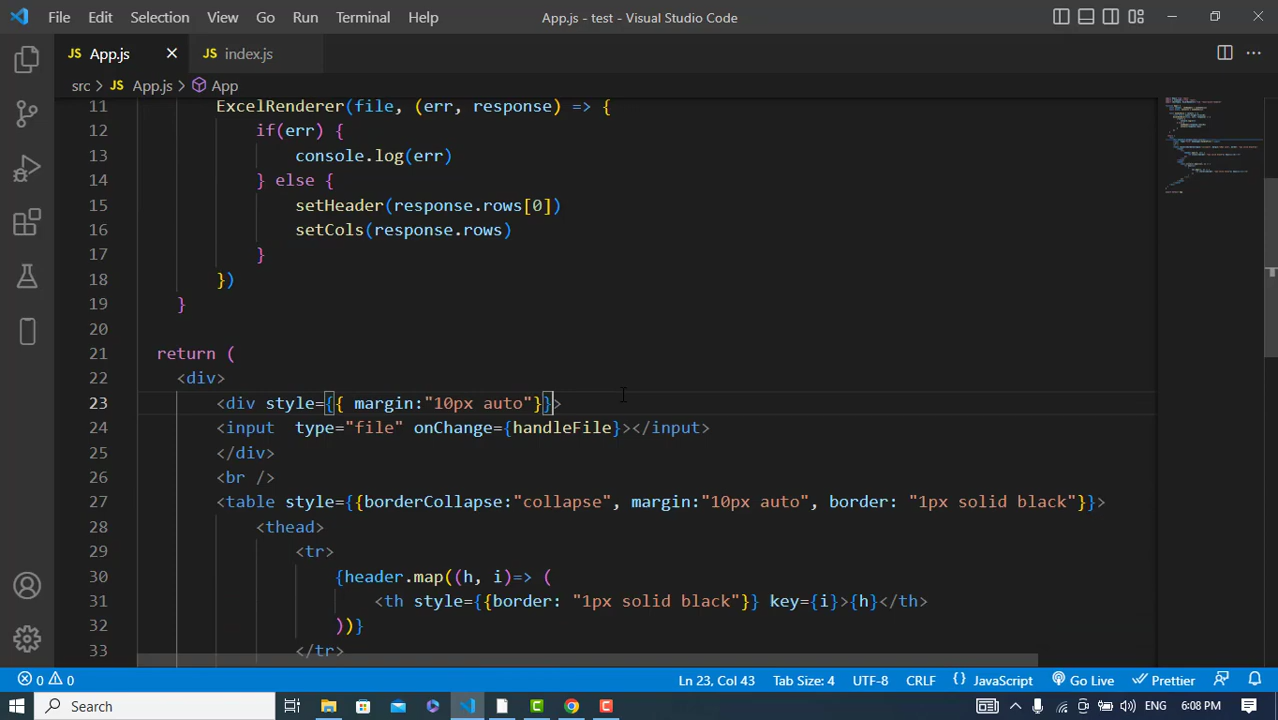 File Edit Selection View Go Run Terminal Help App.js - test - Visual Studio Code
JS App.js JS index.js
src > JS App.js > App
11 ExcelRenderer(file, (err, response) => {
12 if(err) {
13 console.log(err)
14 } else {
15 setHeader(response.rows[0])
16 setCols(response.rows)
17 }
18 })
19 }
20
21 return (
22 <div>
23 <div style={{ margin:"10px auto"}}>
24 <input type="file" onChange={handleFile}></input>
25 </div>
26 <br />
27 <table style={{borderCollapse:"collapse", margin:"10px auto", border: "1px solid black"}}>
28 <thead>
29 <tr>
30 {header.map((h, i)=> (
31 <th style={{border: "1px solid black"}} key={i}>{h}</th>
32 ))}
33 </tr>
0 0 Ln 23, Col 43 Tab Size: 4 UTF-8 CRLF {} JavaScript Go Live Prettier
Search ENG 6:08 PM